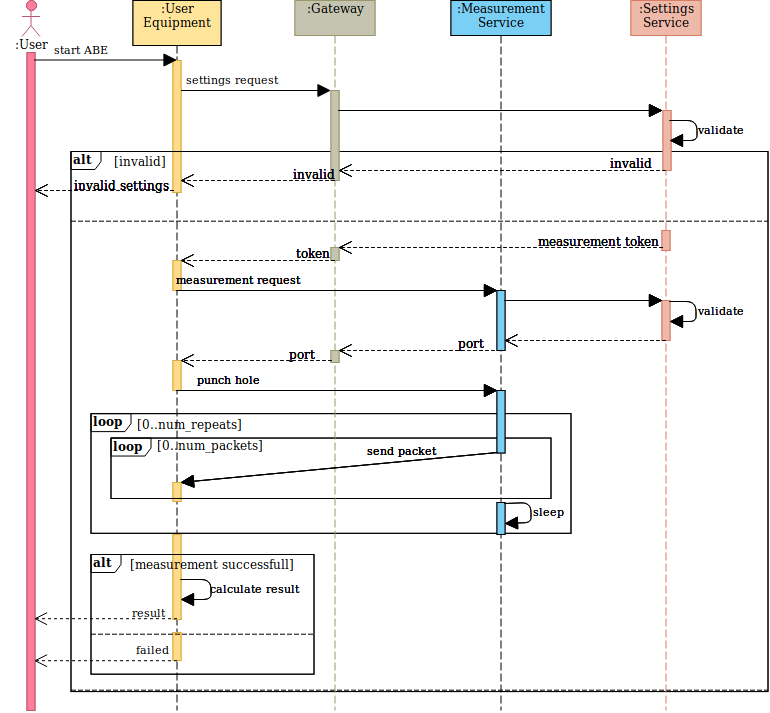 :User
Equipment
:Gateway
:Measurement
Service
:Settings
Service
:User
start ABE
settings request
validate
alt
[invalid]
invalid
invalid
invalid settings
measurement token
token
measurement request
validate
port
port
punch hole
loop
[0..num_repeats]
loop
[0..num_packets]
send packet
sleep
alt
[measurement successfull]
calculate result
result
failed